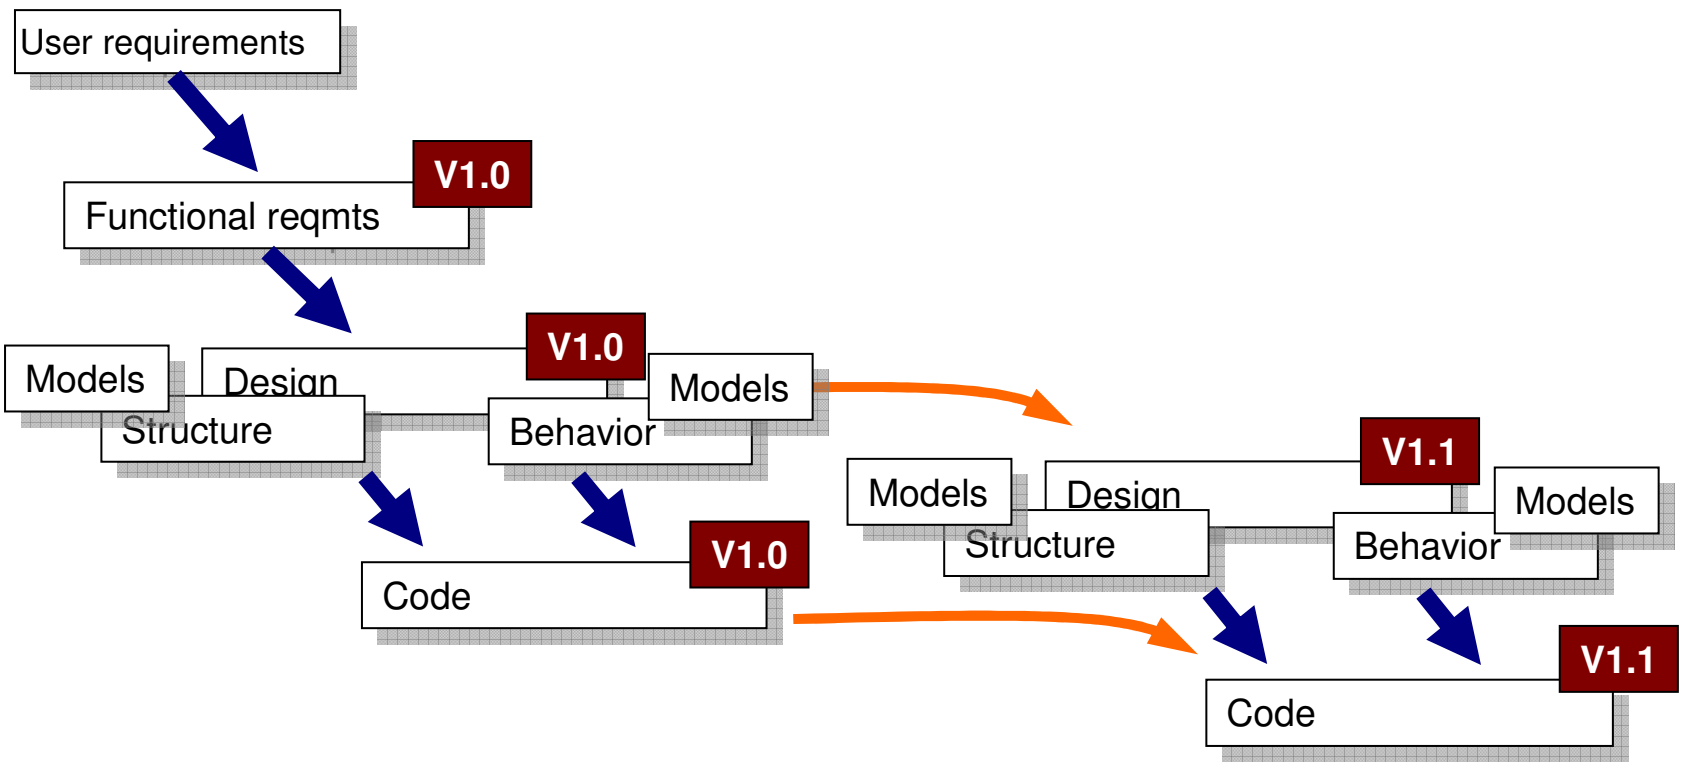 User requirements
V1.0
Functional reqmts
V1.0
Models
Design
Models
Structure
Behavior
V1.0
Code
V1.1
Models
Design
Models
Structure
Behavior
V1.1
Code